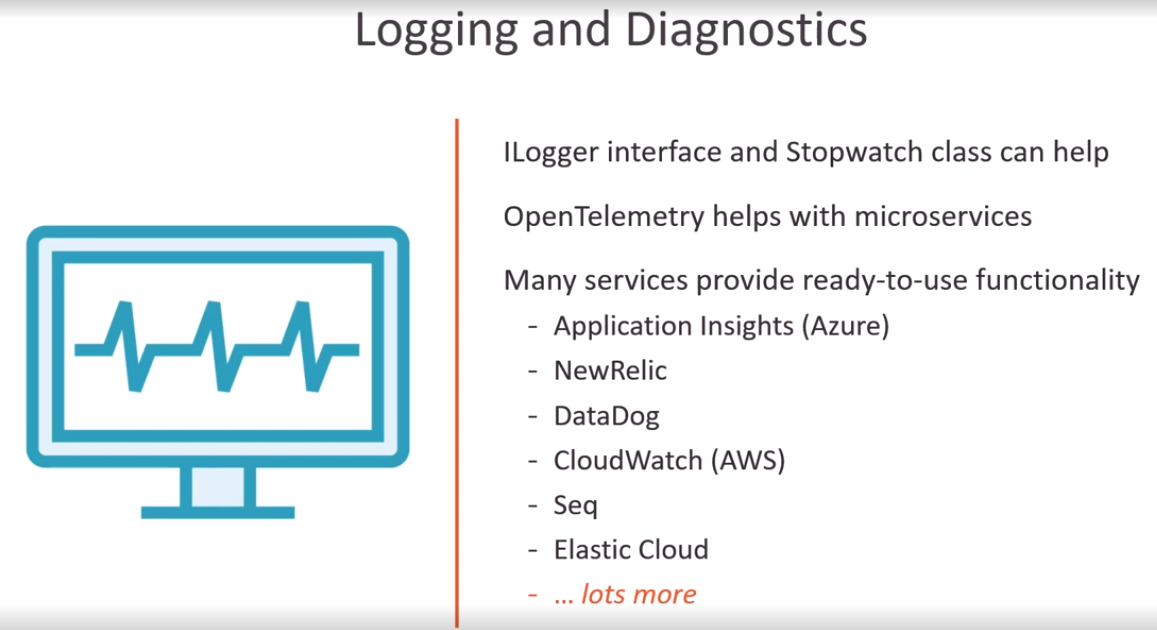 Logging and Diagnostics
ILogger interface and Stopwatch class can help
OpenTelemetry helps with microservices
Many services provide ready-to-use functionality
- Application Insights (Azure)
- NewRelic
- DataDog
- CloudWatch (AWS)
- Seq
- Elastic Cloud
- ... lots more